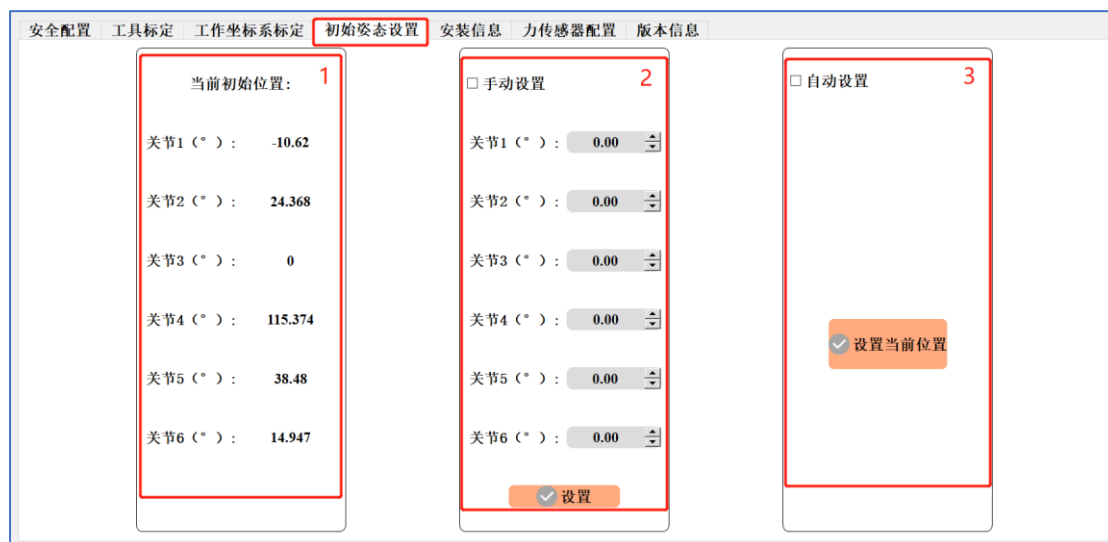 安全配置 工具标定 工作坐标系标定 初始姿态设置 安装信息 力传感器配置 版本信息
当前初始位置: 1
关节1（°）: -10.62
关节2（°）: 24.368
关节3（°）: 0
关节4（°）: 115.374
关节5（°）: 38.48
关节6（°）: 14.947
手动设置 2
关节1（°）: 0.00
关节2（°）: 0.00
关节3（°）: 0.00
关节4（°）: 0.00
关节5（°）: 0.00
关节6（°）: 0.00
设置
自动设置 3
设置当前位置